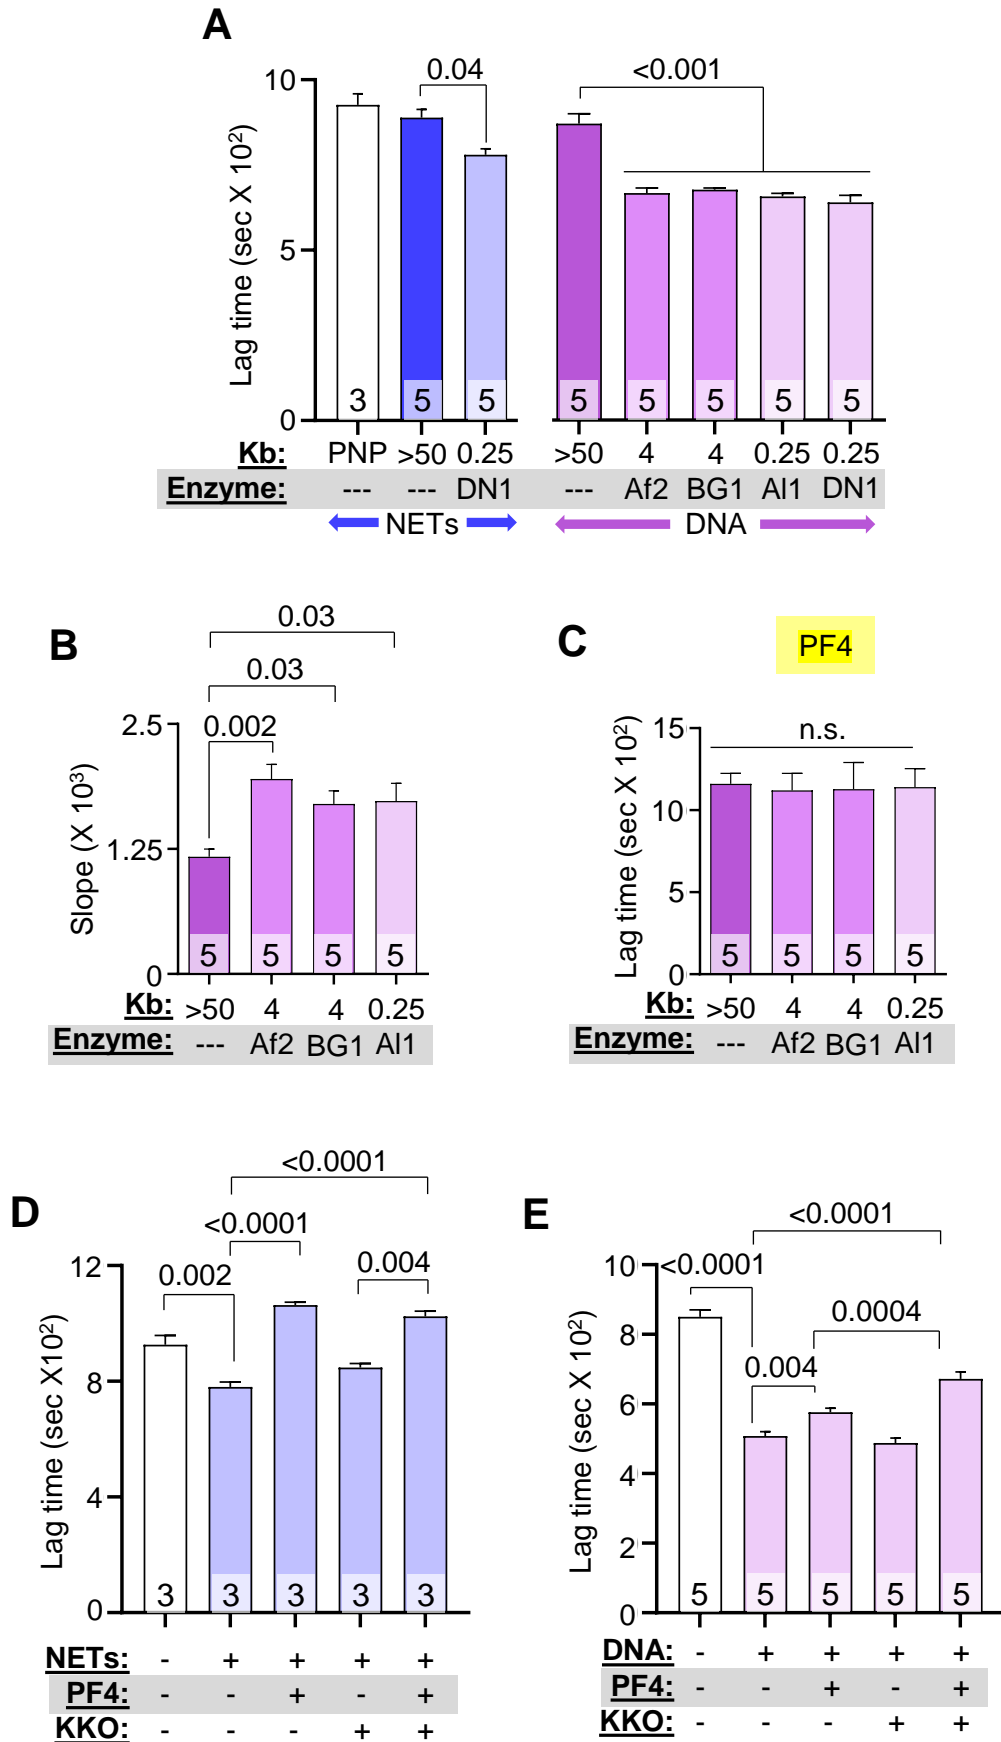 A
0.04
<0.001
10
5
0
Lag time (sec X 10²)
3 5 5 5 5 5 5 5
Kb: PNP >50 0.25 >50 4 4 0.25 0.25
Enzyme: --- --- DN1 --- Af2 BG1 Al1 DN1
NETs DNA
B
0.03
0.03
0.002
2.5
1.25
0
Slope (X 10³)
5 5 5 5
Kb: >50 4 4 0.25
Enzyme: --- Af2 BG1 Al1
C
PF4
n.s.
15
10
5
0
Lag time (sec X 10²)
5 5 5 5
Kb: >50 4 4 0.25
Enzyme: --- Af2 BG1 Al1
D
<0.0001
<0.0001
0.002 0.004
12
8
4
0
Lag time (sec X10²)
3 3 3 3 3
NETs: - + + + +
PF4: - - + - +
KKO: - - - + +
E
<0.0001
<0.0001
0.0004
0.004
10
8
6
4
2
0
Lag time (sec X 10²)
5 5 5 5 5
DNA: - + + + +
PF4: - - + - +
KKO: - - - + +